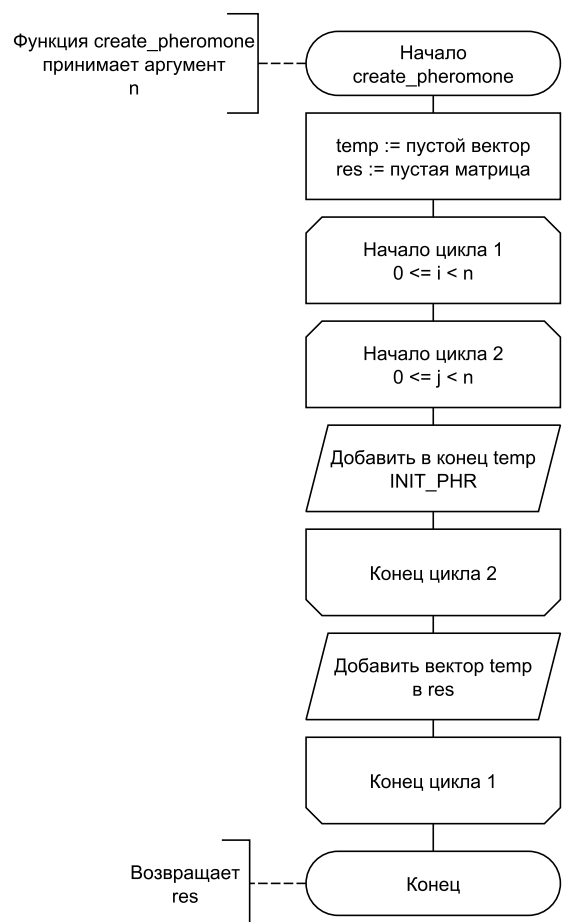 Функция create_pheromone
принимает аргумент
n
Начало
create_pheromone
temp := пустой вектор
res := пустая матрица
Начало цикла 1
0 <= i < n
Начало цикла 2
0 <= j < n
Добавить в конец temp
INIT_PHR
Конец цикла 2
Добавить вектор temp
в res
Конец цикла 1
Возвращает
res
Конец